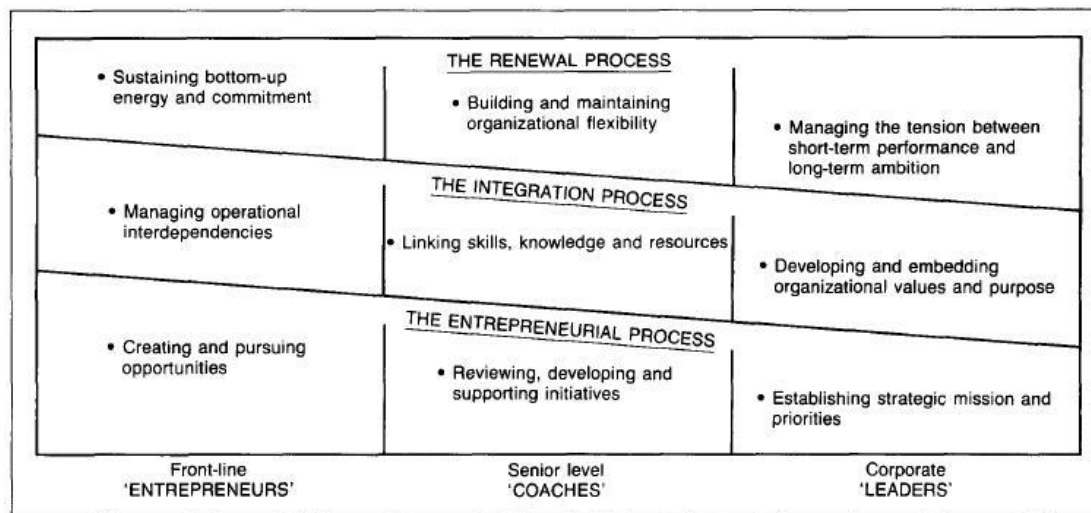 THE RENEWAL PROCESS
• Sustaining bottom-up
energy and commitment
• Building and maintaining
organizational flexibility
• Managing the tension between
short-term performance and
long-term ambition
THE INTEGRATION PROCESS
• Managing operational
interdependencies
• Linking skills, knowledge and resources
• Developing and embedding
organizational values and purpose
THE ENTREPRENEURIAL PROCESS
• Creating and pursuing
opportunities
• Reviewing, developing and
supporting initiatives
• Establishing strategic mission and
priorities
Front-line
'ENTREPRENEURS'
Senior level
'COACHES'
Corporate
'LEADERS'